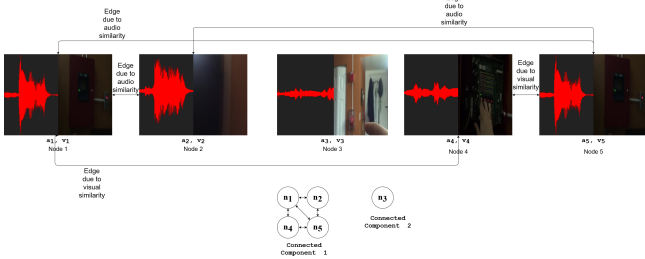 Edge
due to
audio
similarity
due to
audio
similarity
Edge
due to
audio
similarity
Edge
due to
visual
similarity
a1, v1
Node 1
a2, v2
Node 2
a3, v3
Node 3
a4, v4
Node 4
a5, v5
Node 5
Edge
due to
visual
similarity
n1
n2
n3
n4
n5
Connected
Component 1
Connected
Component 2